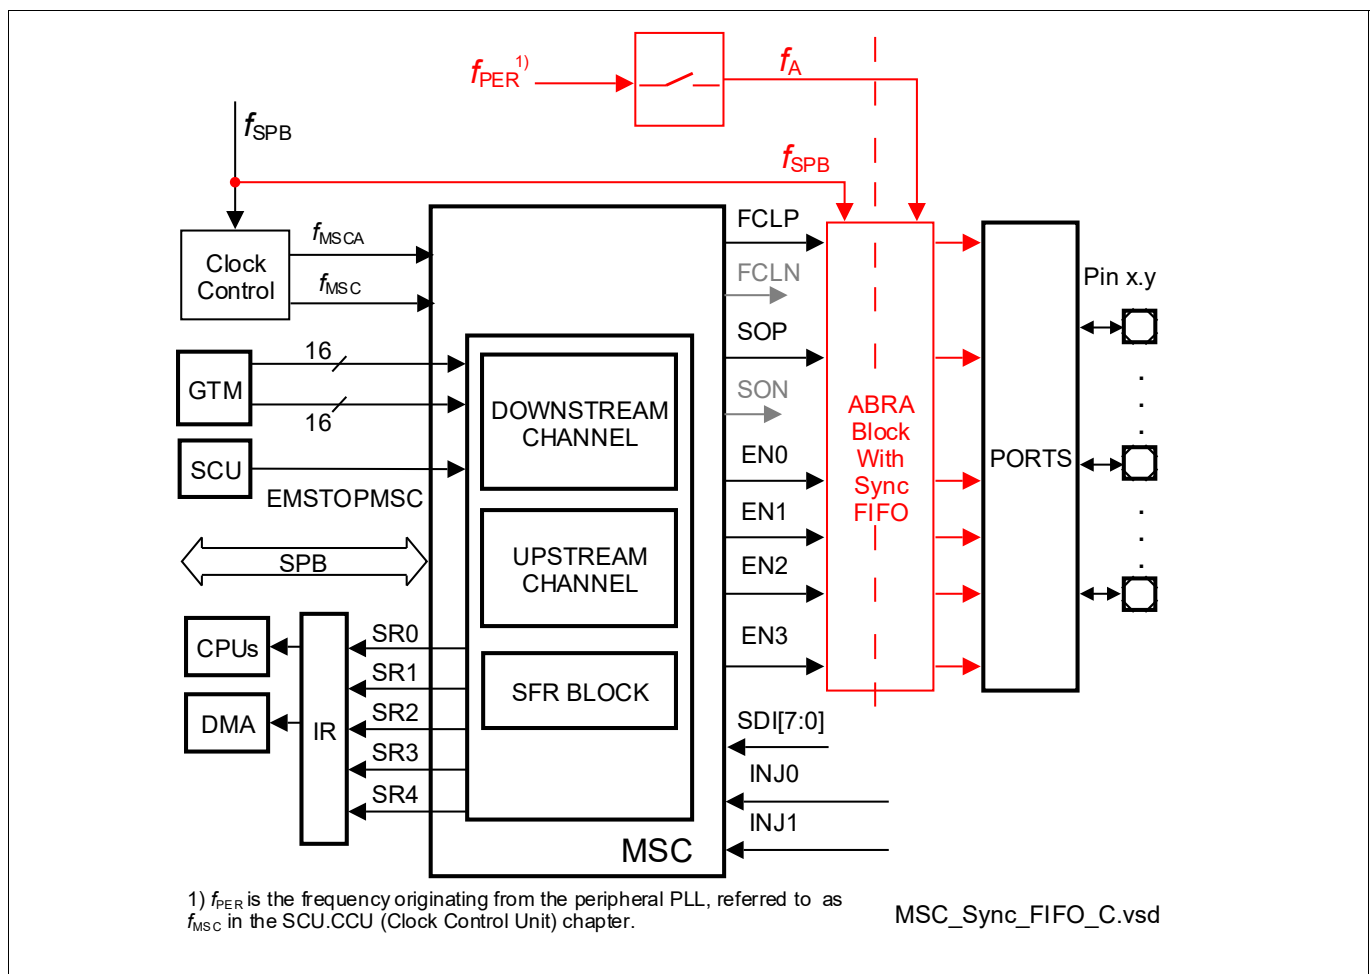 fPER1)
fA
fSPB
fSPB
FCLP
fMSCA
Clock
Control
fMSC
FCLN
Pin x.y
SOP
16
GTM
16
DOWNSTREAM
CHANNEL
SON
ABRA
Block
With
Sync
FIFO
SCU
EMSTOPMSC
EN0
PORTS
EN1
SPB
UPSTREAM
CHANNEL
EN2
CPUs
SR0
EN3
SR1
SFR BLOCK
DMA
IR
SR2
SDI[7:0]
SR3
INJ0
SR4
INJ1
MSC
1) fPER is the frequency originating from the peripheral PLL, referred to as
fMSC in the SCU.CCU (Clock Control Unit) chapter.
MSC_Sync_FIFO_C.vsd